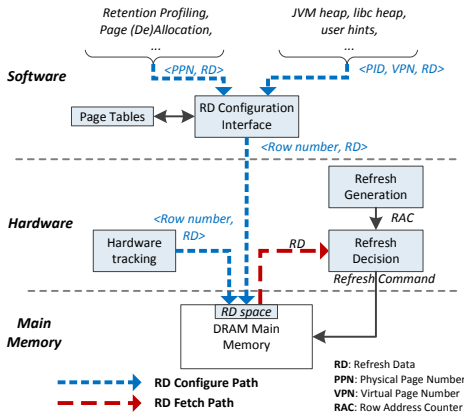 Retention Profiling,
Page (De)Allocation,
...
JVM heap, libc heap,
user hints,
...
<PPN, RD>
<PID, VPN, RD>
Software
Page Tables
RD Configuration
Interface
<Row number, RD>
Refresh
Generation
Hardware
<Row number,
RD>
RAC
Hardware
tracking
RD
Refresh
Decision
Refresh Command
RD space
DRAM Main
Memory
Main
Memory
RD Configure Path
RD Fetch Path
RD: Refresh Data
PPN: Physical Page Number
VPN: Virtual Page Number
RAC: Row Address Counter